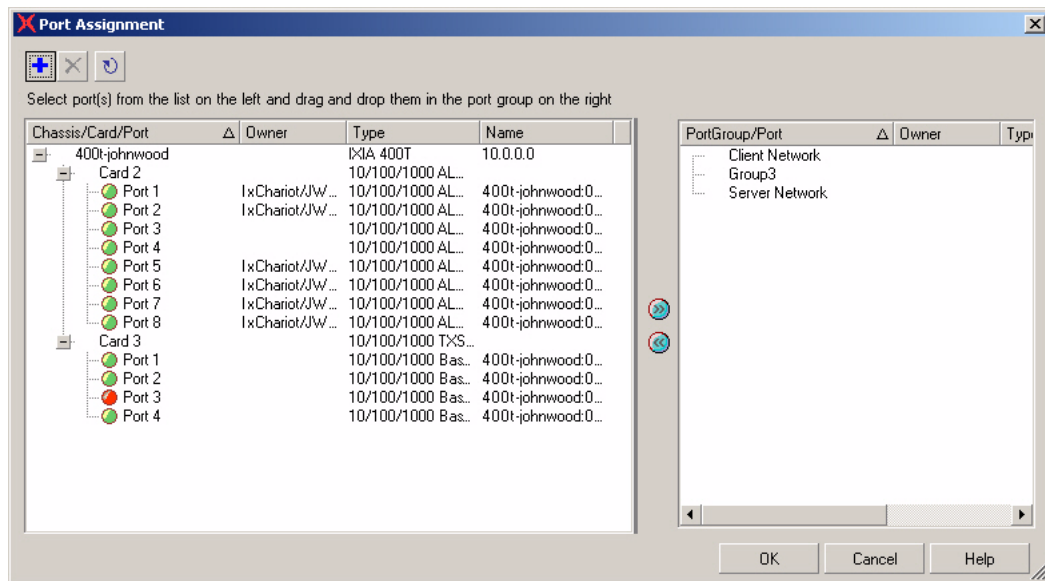 Port Assignment
Select port(s) from the list on the left and drag and drop them in the port group on the right
Chassis/Card/Port Owner Type Name
400t-johnwood IXIA 400T 10.0.0.0
Card 2 10/100/1000 AL...
Port 1 IxChariot/JW... 10/100/1000 AL... 400t-johnwood:0...
Port 2 IxChariot/JW... 10/100/1000 AL... 400t-johnwood:0...
Port 3 10/100/1000 AL... 400t-johnwood:0...
Port 4 10/100/1000 AL... 400t-johnwood:0...
Port 5 IxChariot/JW... 10/100/1000 AL... 400t-johnwood:0...
Port 6 IxChariot/JW... 10/100/1000 AL... 400t-johnwood:0...
Port 7 IxChariot/JW... 10/100/1000 AL... 400t-johnwood:0...
Port 8 IxChariot/JW... 10/100/1000 AL... 400t-johnwood:0...
Card 3 10/100/1000 TXS...
Port 1 10/100/1000 Bas... 400t-johnwood:0...
Port 2 10/100/1000 Bas... 400t-johnwood:0...
Port 3 10/100/1000 Bas... 400t-johnwood:0...
Port 4 10/100/1000 Bas... 400t-johnwood:0...
PortGroup/Port Owner Typ
Client Network
Group3
Server Network
OK Cancel Help